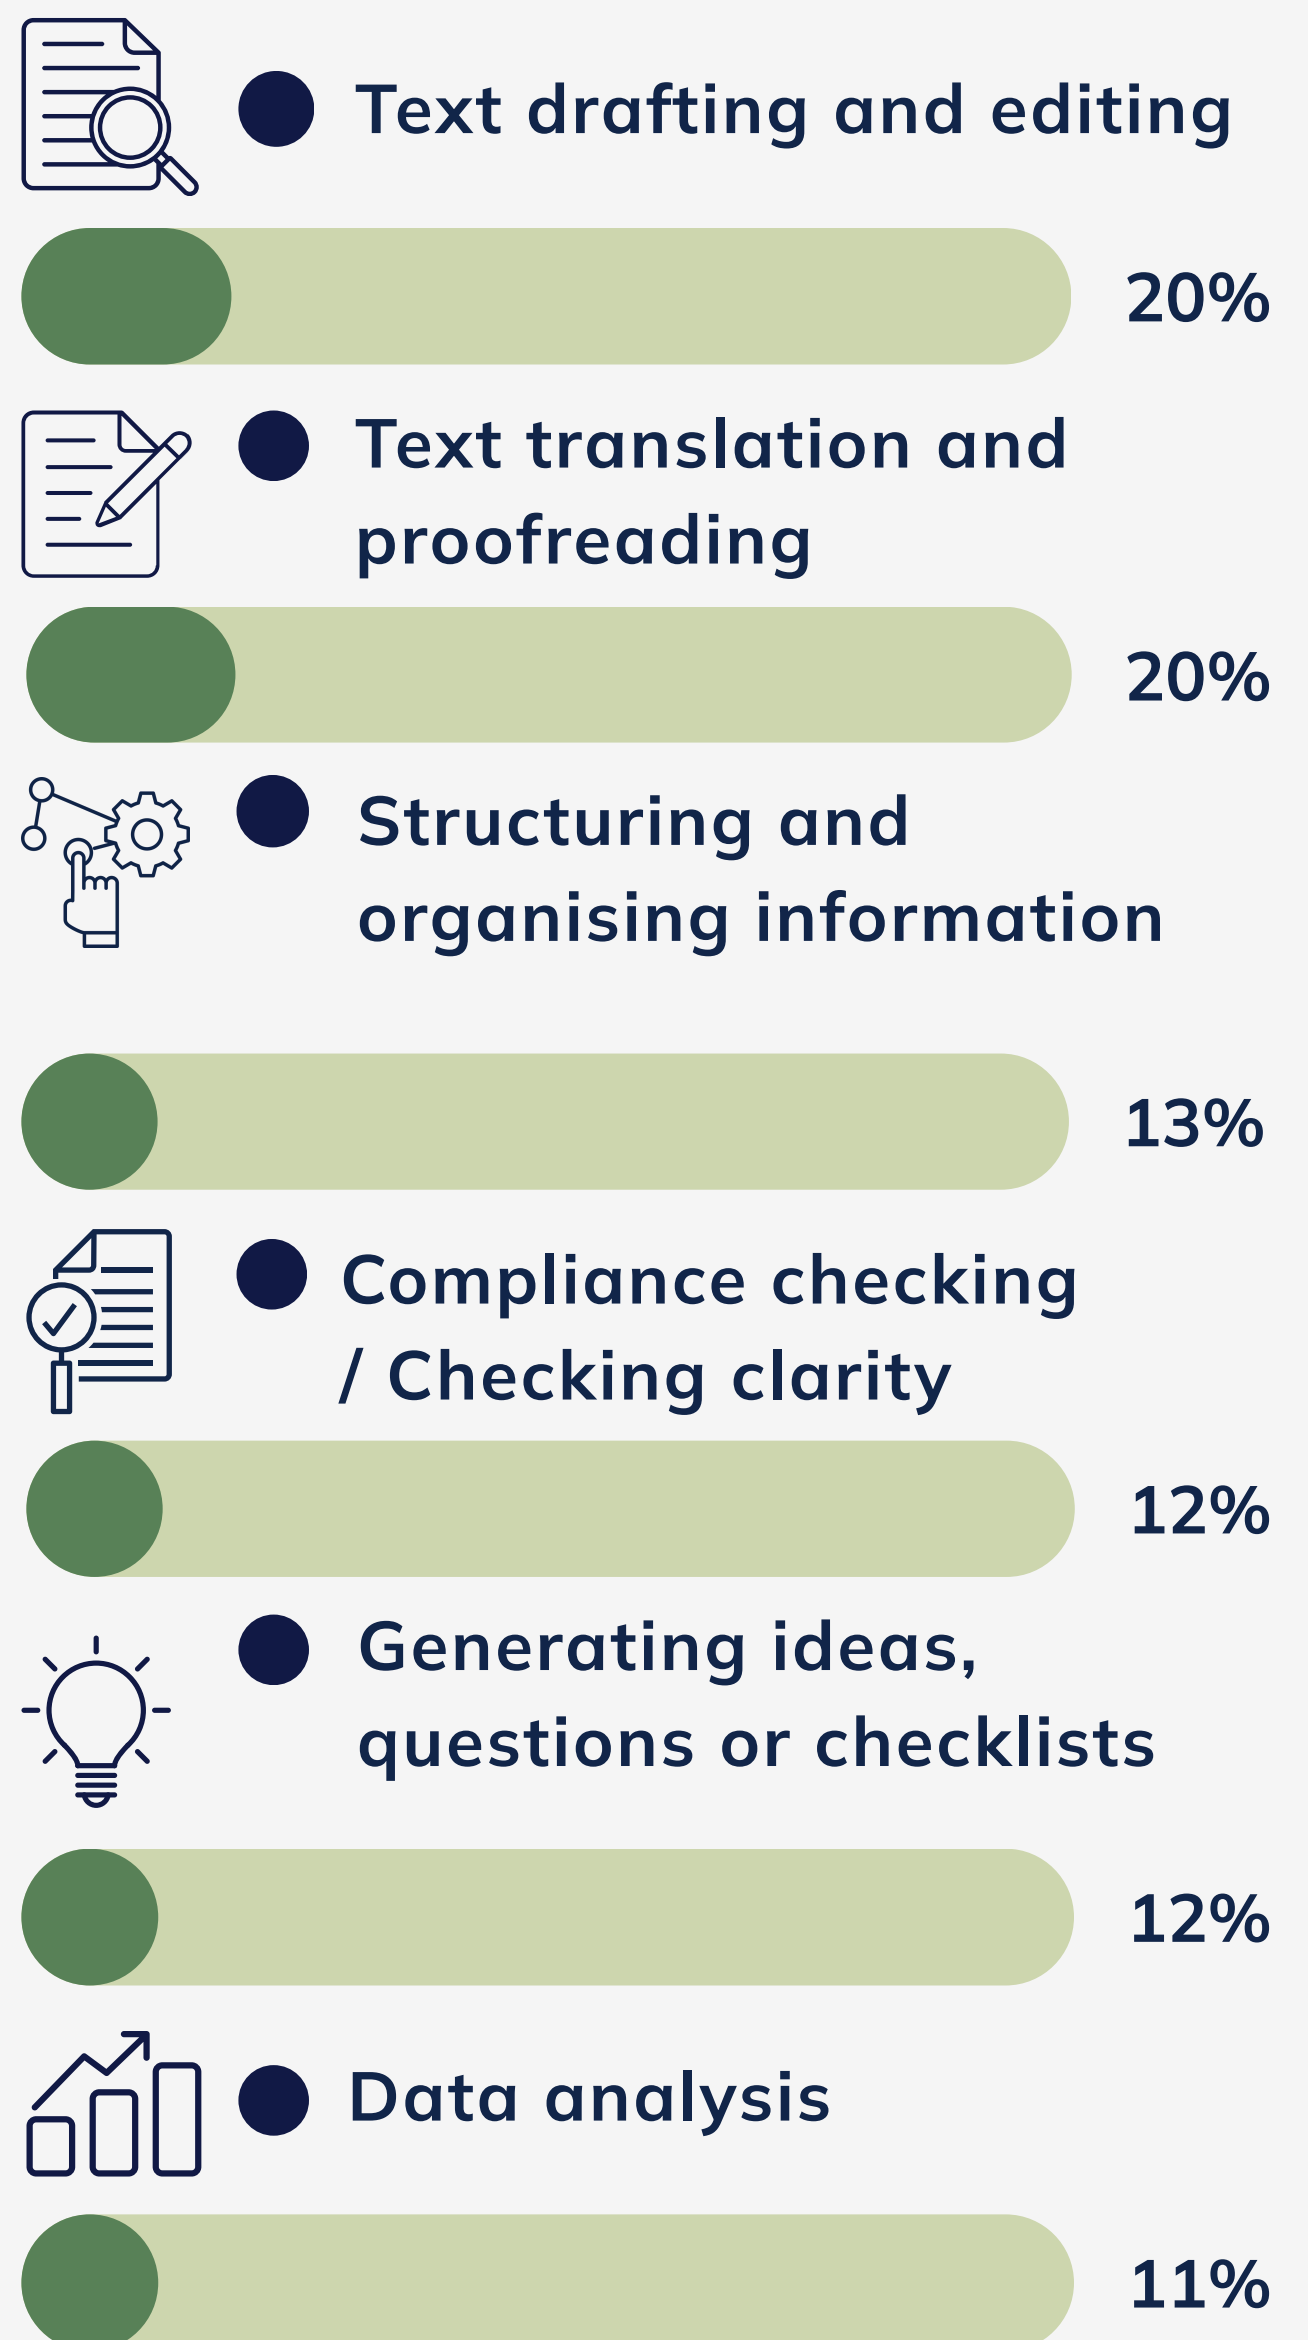 Text drafting and editing
20%
Text translation and
proofreading
20%
Structuring and
organising information
13%
Compliance checking
/ Checking clarity
12%
Generating ideas,
questions or checklists
12%
Data analysis
11%